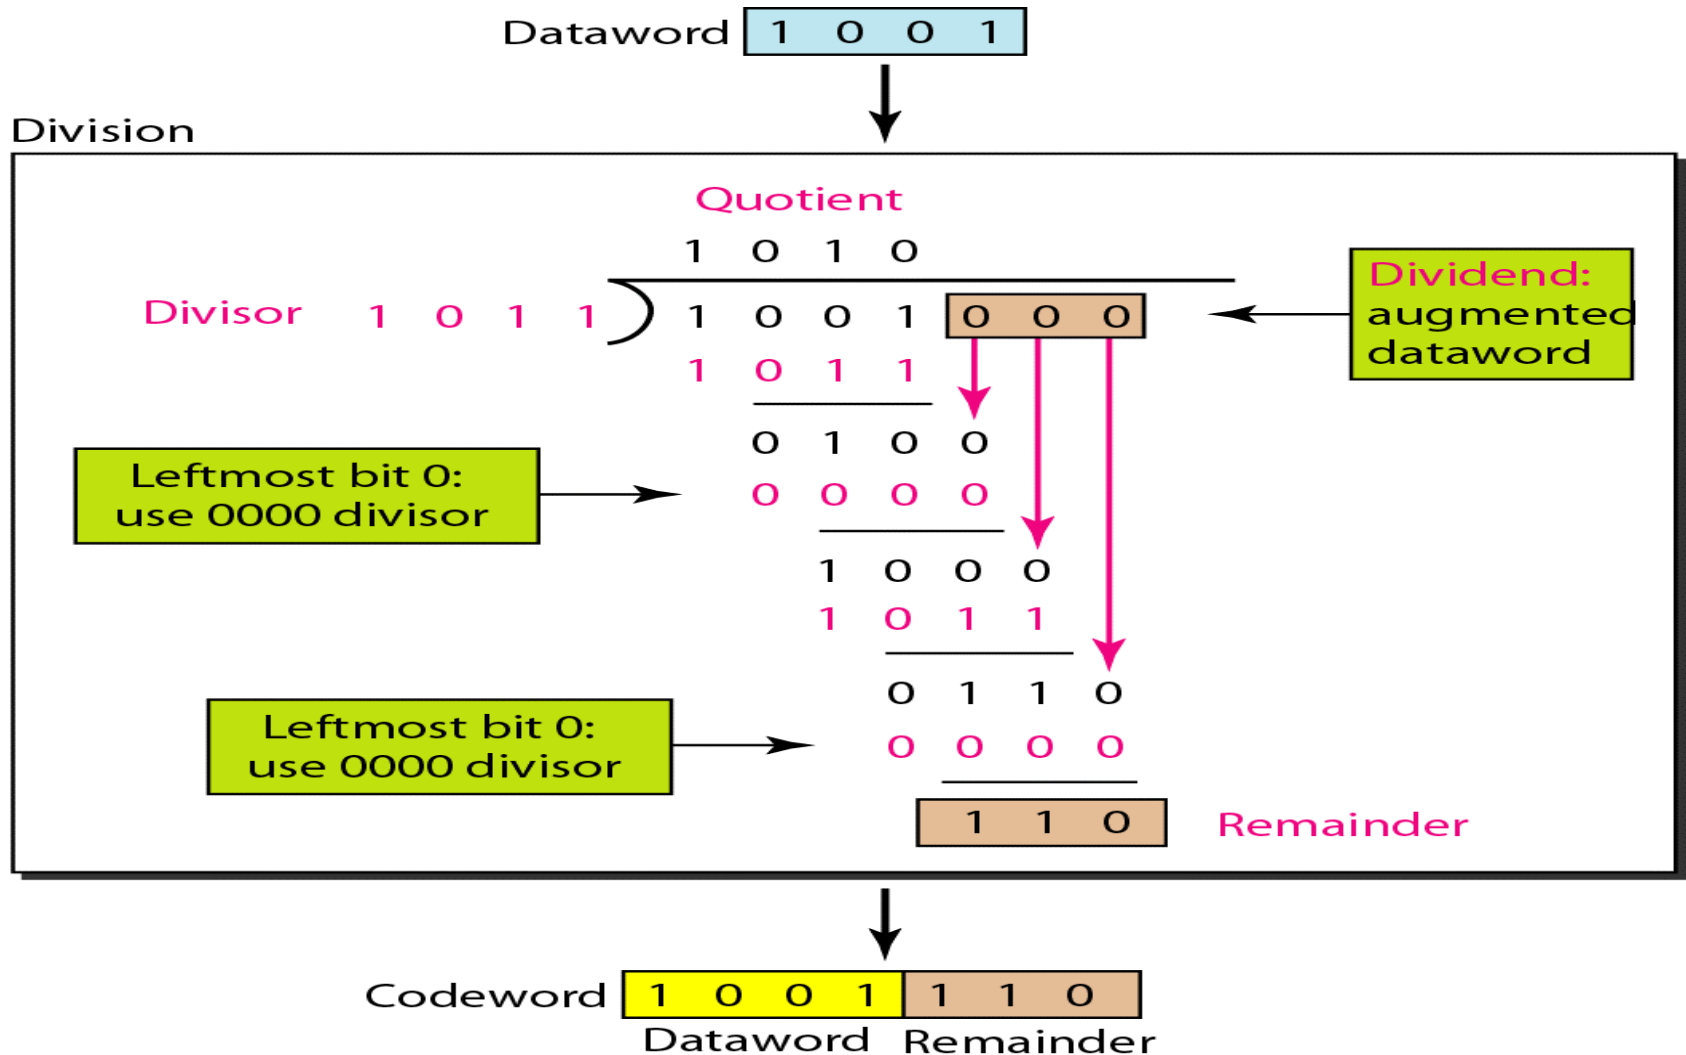 Dataword 1 0 0 1
Division
Quotient
1 0 1 0
Divisor 1 0 1 1 1 0 0 1 0 0 0
Dividend:
augmented
dataword
1 0 1 1
0 1 0 0
Leftmost bit 0:
use 0000 divisor
0 0 0 0
1 0 0 0
1 0 1 1
0 1 1 0
Leftmost bit 0:
use 0000 divisor
0 0 0 0
1 1 0 Remainder
Codeword 1 0 0 1 1 1 0
Dataword Remainder